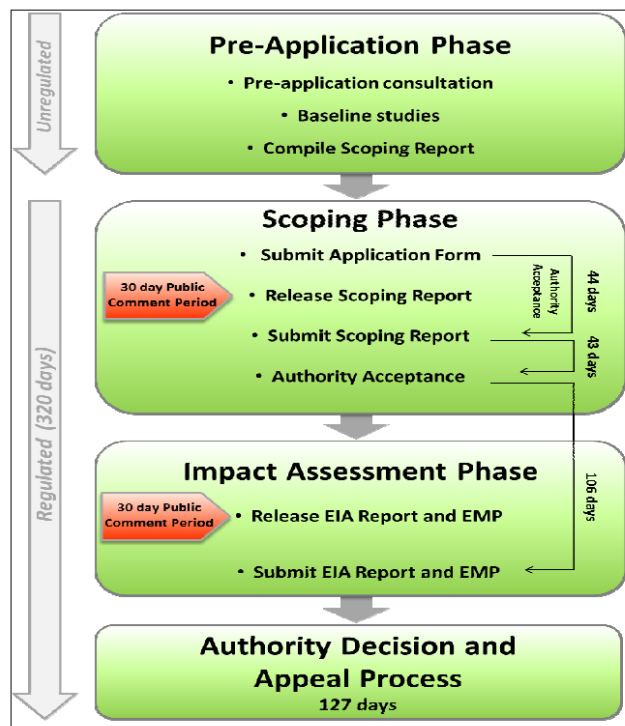 Unregulated
Pre-Application Phase
• Pre-application consultation
• Baseline studies
• Compile Scoping Report
Regulated (320 days)
Scoping Phase
• Submit Application Form
30 day Public
Comment Period
• Release Scoping Report
• Submit Scoping Report
• Authority Acceptance
Authority
Acceptance
44 days
43 days
106 days
Impact Assessment Phase
30 day Public
Comment Period
• Release EIA Report and EMP
• Submit EIA Report and EMP
Authority Decision and
Appeal Process
127 days